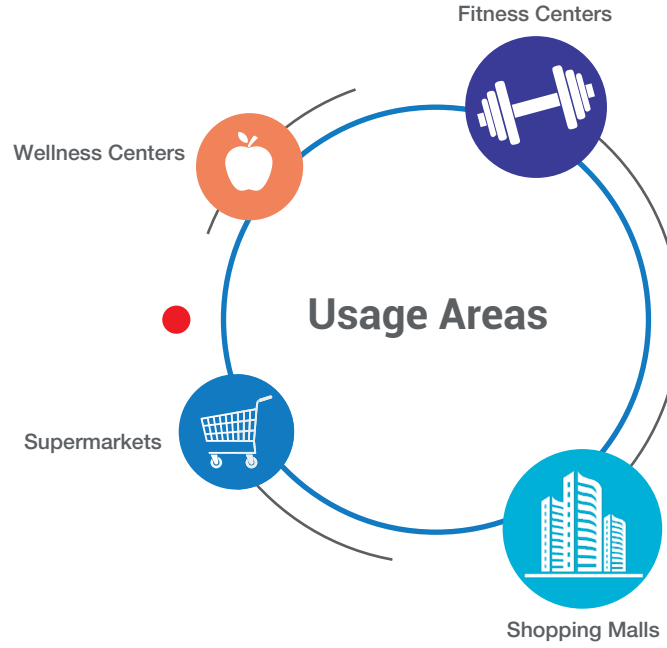 Fitness Centers
Wellness Centers
Usage Areas
Supermarkets
Shopping Malls